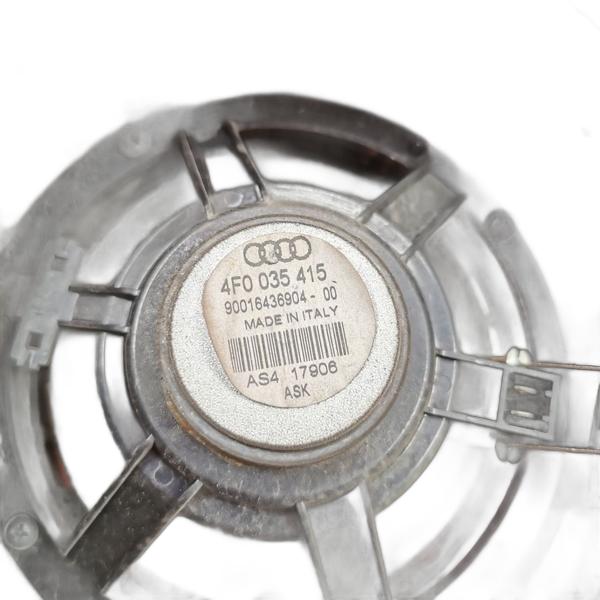 4F0 035 415
90016436904 - 00
MADE IN ITALY
AS4 17906
ASK